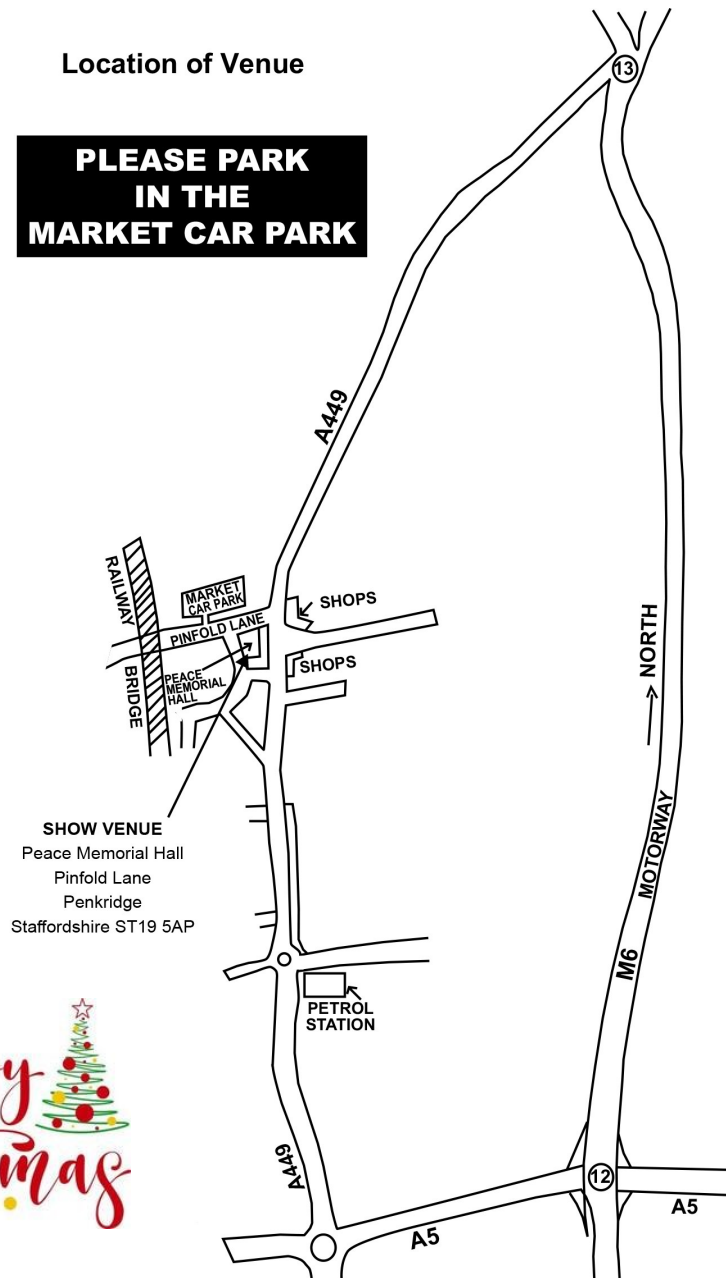 Location of Venue
PLEASE PARK
IN THE
MARKET CAR PARK
13
A449
RAILWAY
BRIDGE
MARKET
CAR PARK
PINFOLD LANE
SHOPS
SHOPS
PEACE
MEMORIAL
HALL
NORTH
SHOW VENUE
Peace Memorial Hall
Pinfold Lane
Penkridge
Staffordshire ST19 5AP
MOTORWAY
M6
PETROL
STATION
y
mas
A449
12
A5
A5